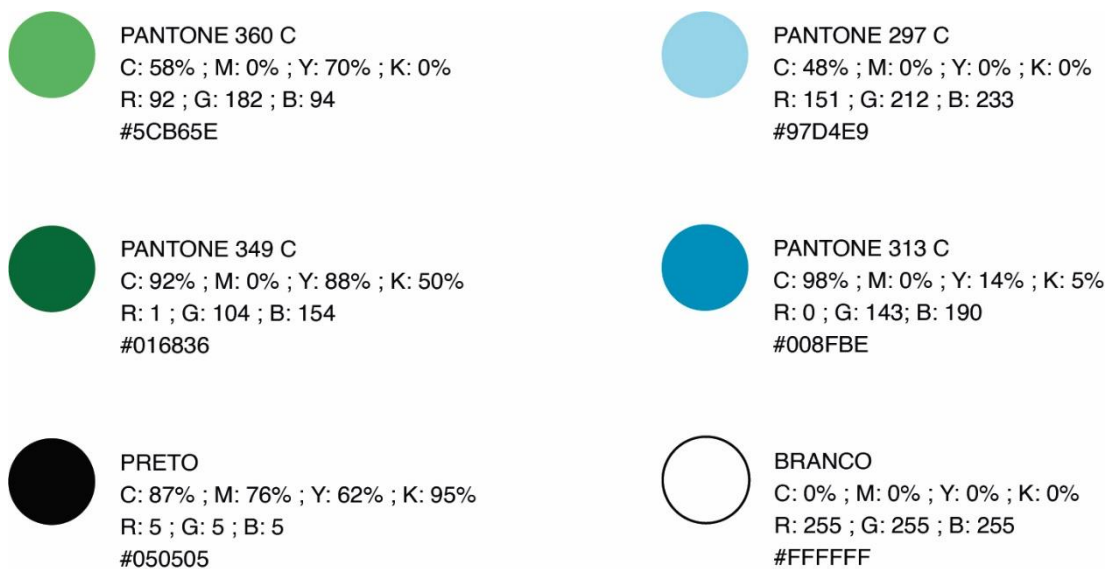 PANTONE 360 C
C: 58% ; M: 0% ; Y: 70% ; K: 0%
R: 92 ; G: 182 ; B: 94
#5CB65E
PANTONE 297 C
C: 48% ; M: 0% ; Y: 0% ; K: 0%
R: 151 ; G: 212 ; B: 233
#97D4E9
PANTONE 349 C
C: 92% ; M: 0% ; Y: 88% ; K: 50%
R: 1 ; G: 104 ; B: 154
#016836
PANTONE 313 C
C: 98% ; M: 0% ; Y: 14% ; K: 5%
R: 0 ; G: 143; B: 190
#008FBE
PRETO
C: 87% ; M: 76% ; Y: 62% ; K: 95%
R: 5 ; G: 5 ; B: 5
#050505
BRANCO
C: 0% ; M: 0% ; Y: 0% ; K: 0%
R: 255 ; G: 255 ; B: 255
#FFFFFF